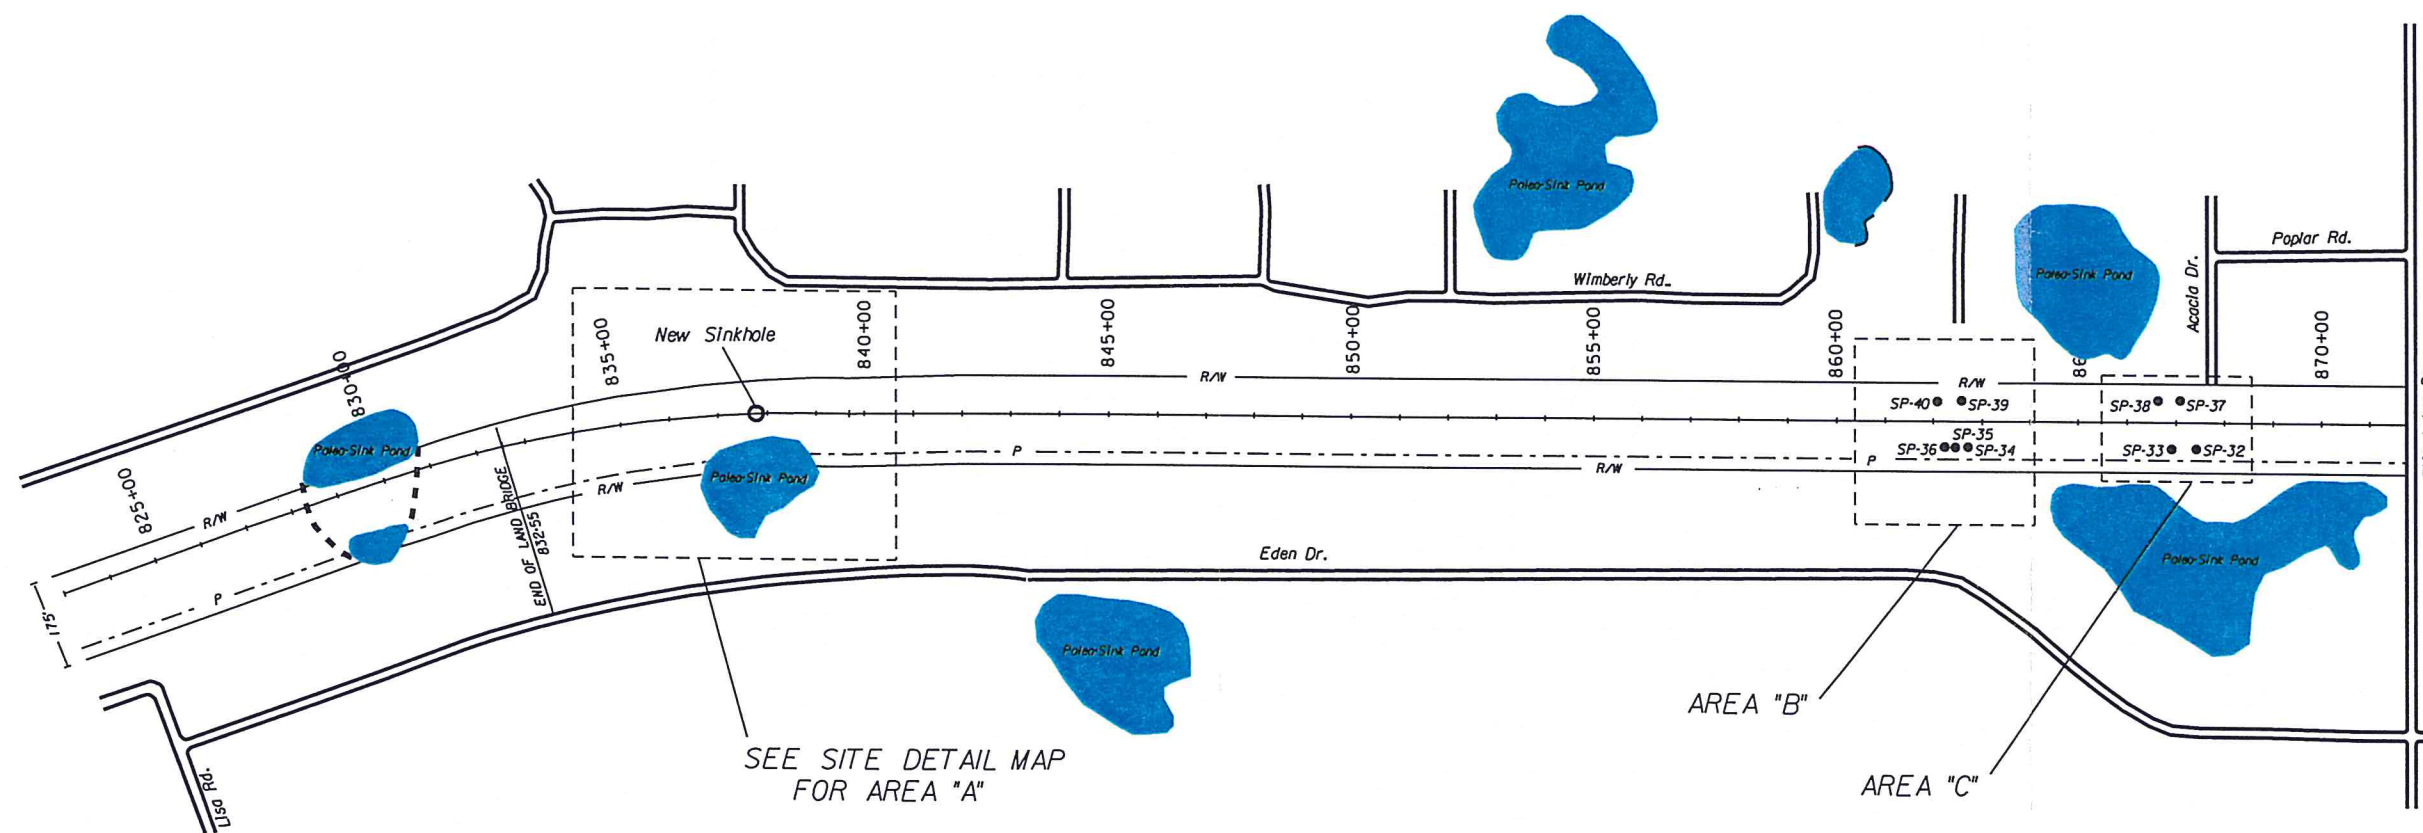 Paleo-Sink Pond
Paleo-Sink Pond
Poplar Rd.
Paleo-Sink Pond
Acacia Dr.
Wimberly Rd.
New Sinkhole
835+00
840+00
845+00
850+00
855+00
860+00
870+00
830+00
825+00
R/W
R/W
SP-40
SP-39
SP-38
SP-37
SP-35
SP-36
SP-34
SP-33
SP-32
Paleo-Sink Pond
P
P
R/W
R/W
R/W
Paleo-Sink Pond
END OF LAND BRIDGE
832+55
Eden Dr.
Paleo-Sink Pond
P
175'
Paleo-Sink Pond
AREA "B"
SEE SITE DETAIL MAP
FOR AREA "A"
AREA "C"
Lisa Rd.